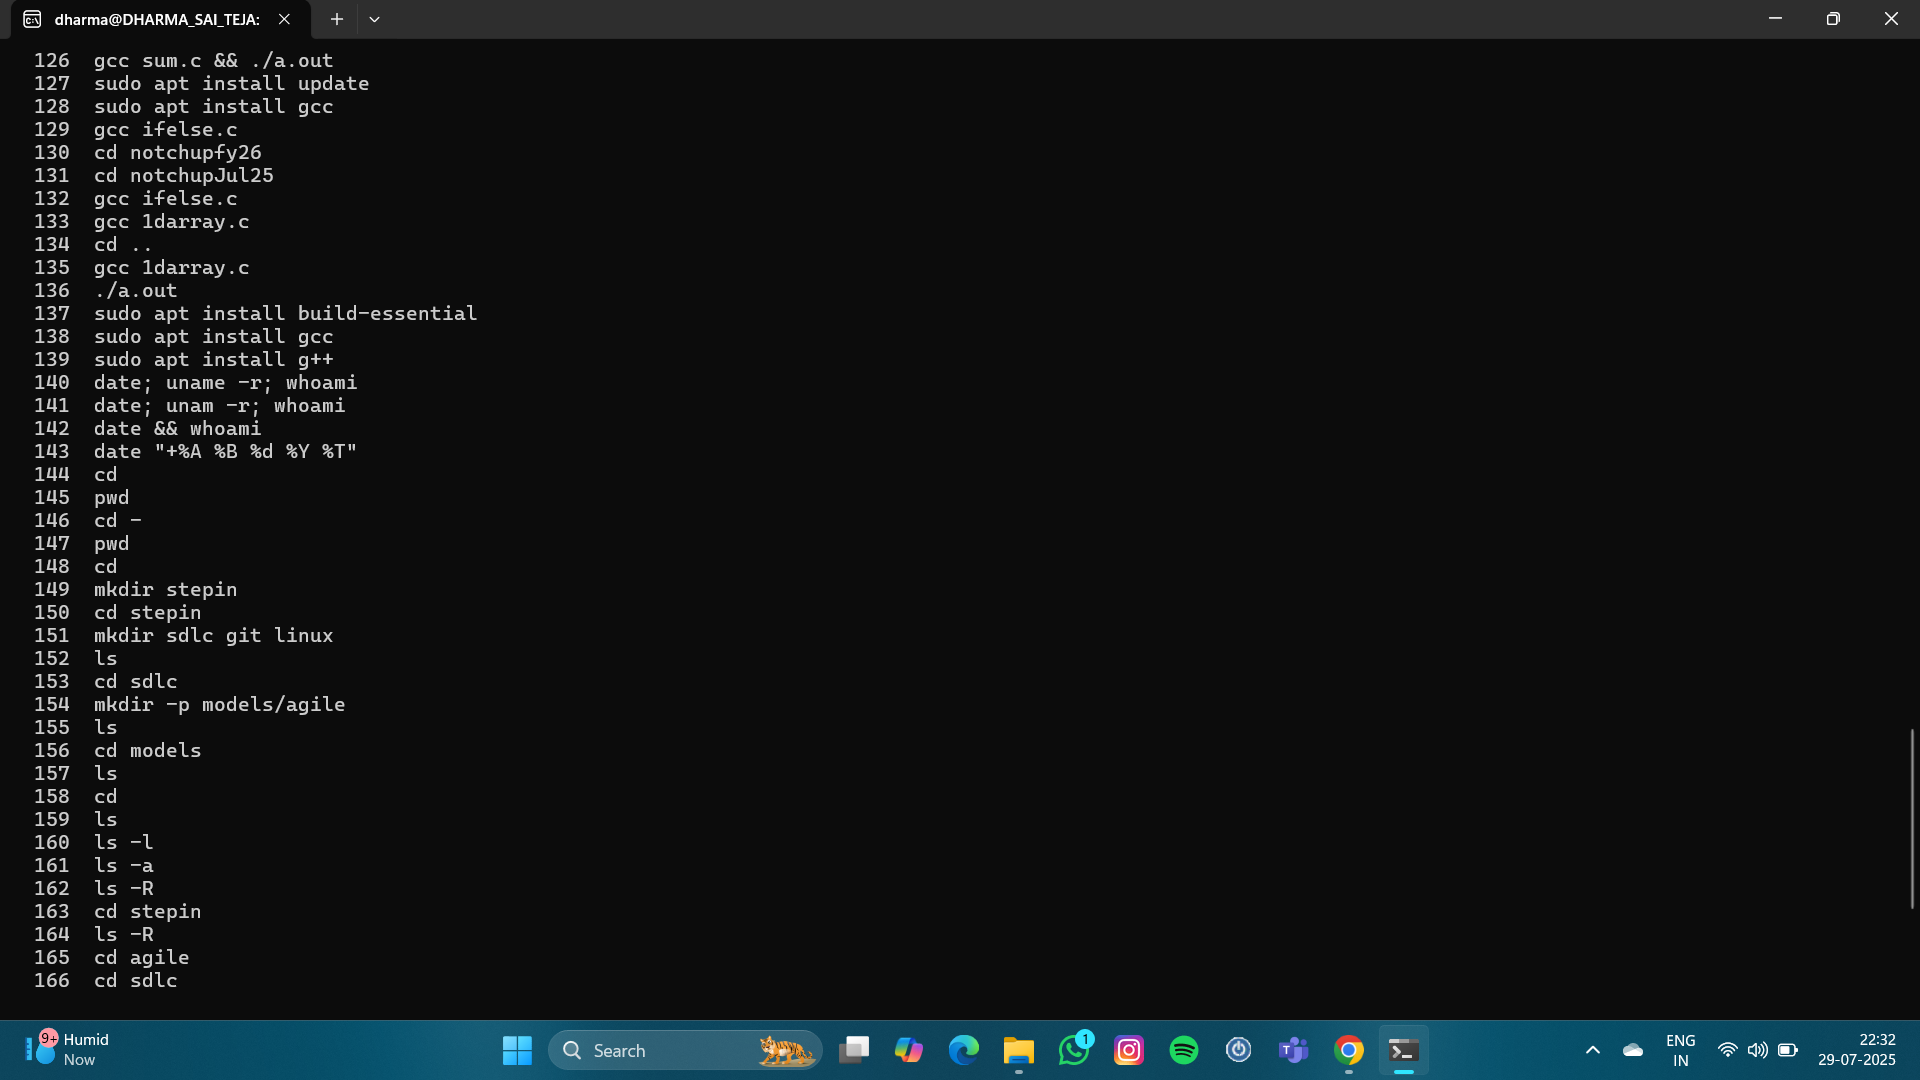 dharma@DHARMA_SAI_TEJA:
126 gcc sum.c && ./a.out
127 sudo apt install update
128 sudo apt install gcc
129 gcc ifelse.c
130 cd notchupfy26
131 cd notchupJul25
132 gcc ifelse.c
133 gcc 1darray.c
134 cd ..
135 gcc 1darray.c
136 ./a.out
137 sudo apt install build-essential
138 sudo apt install gcc
139 sudo apt install g++
140 date; uname -r; whoami
141 date; unam -r; whoami
142 date && whoami
143 date "+%A %B %d %Y %T"
144 cd
145 pwd
146 cd -
147 pwd
148 cd
149 mkdir stepin
150 cd stepin
151 mkdir sdlc git linux
152 ls
153 cd sdlc
154 mkdir -p models/agile
155 ls
156 cd models
157 ls
158 cd
159 ls
160 ls -l
161 ls -a
162 ls -R
163 cd stepin
164 ls -R
165 cd agile
166 cd sdlc
9+ Humid
Now
Search
1
T
ENG
IN
22:32
29-07-2025